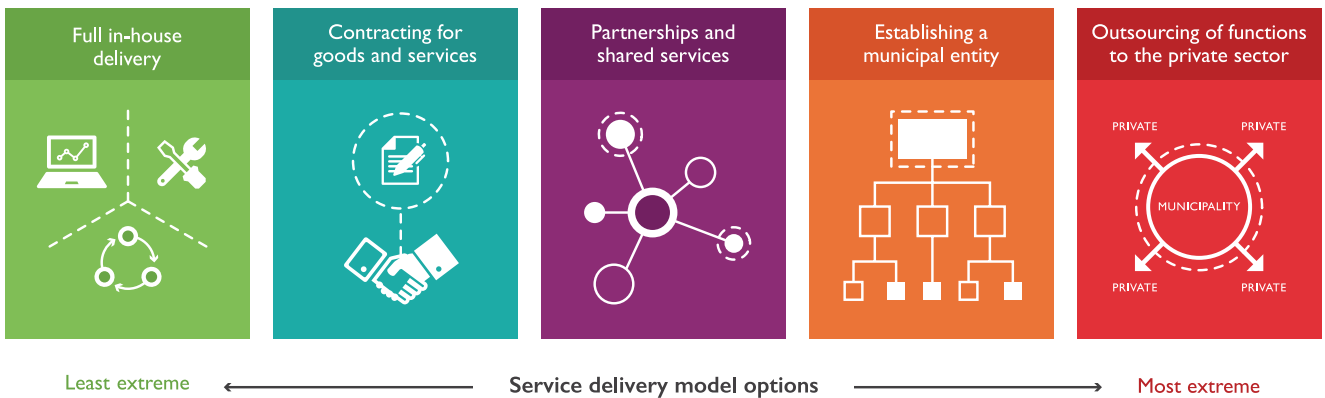 Full in-house
delivery
Contracting for
goods and services
Partnerships and
shared services
Establishing a
municipal entity
Outsourcing of functions
to the private sector
PRIVATE
PRIVATE
MUNICIPALITY
PRIVATE
PRIVATE
Least extreme
Service delivery model options
Most extreme